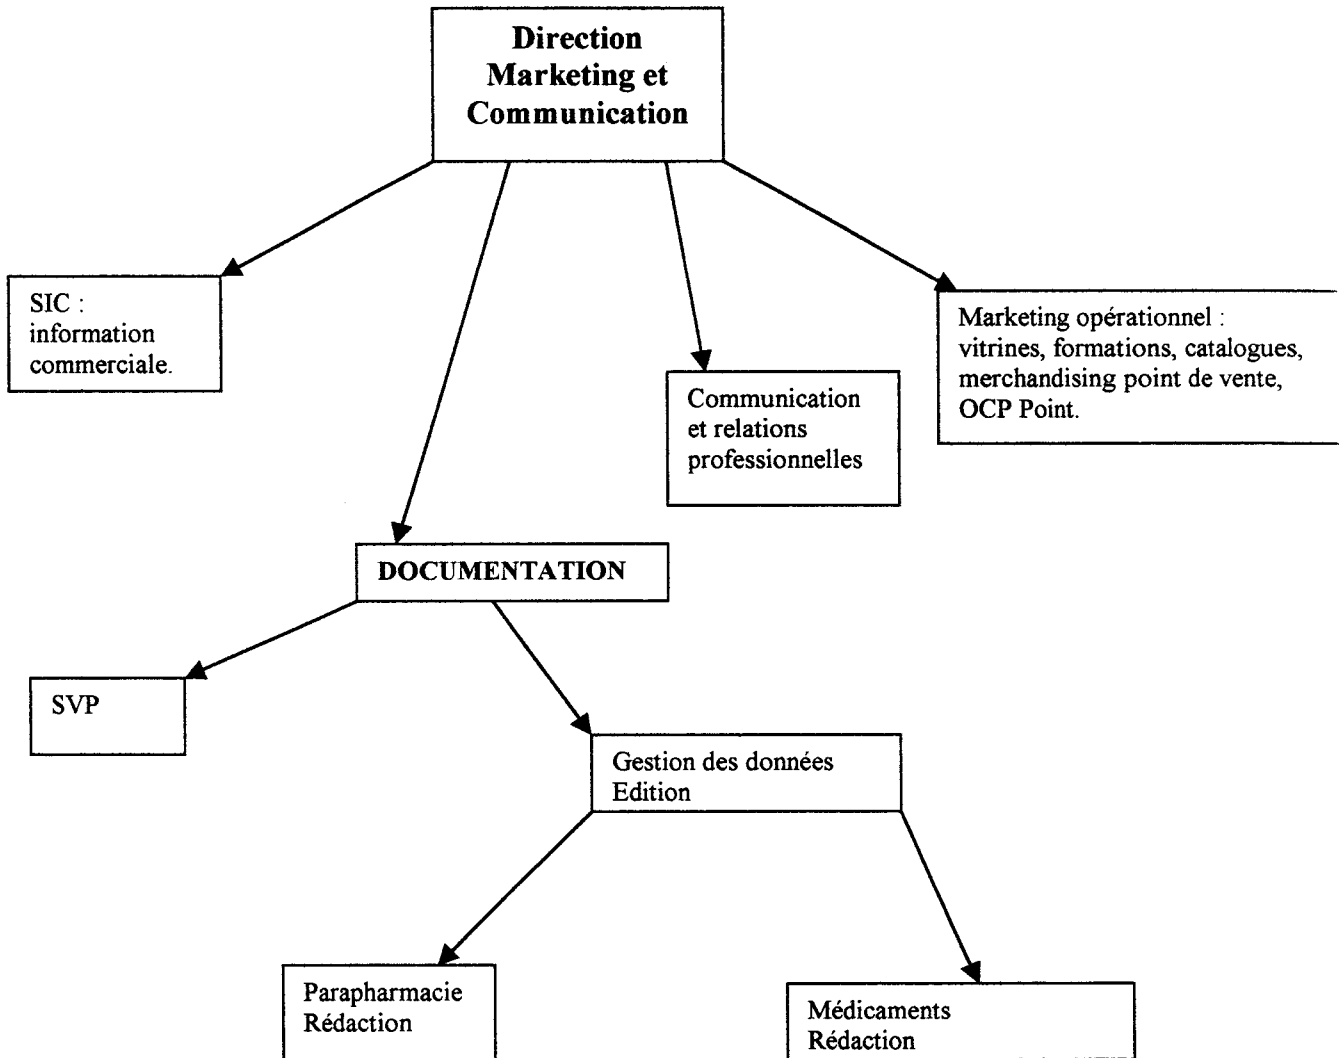 Direction
Marketing et
Communication
SIC :
information
commerciale.
Marketing opérationnel :
vitrines, formations, catalogues,
merchandising point de vente,
OCP Point.
Communication
et relations
professionnelles
DOCUMENTATION
SVP
Gestion des données
Edition
Parapharmacie
Rédaction
Médicaments
Rédaction